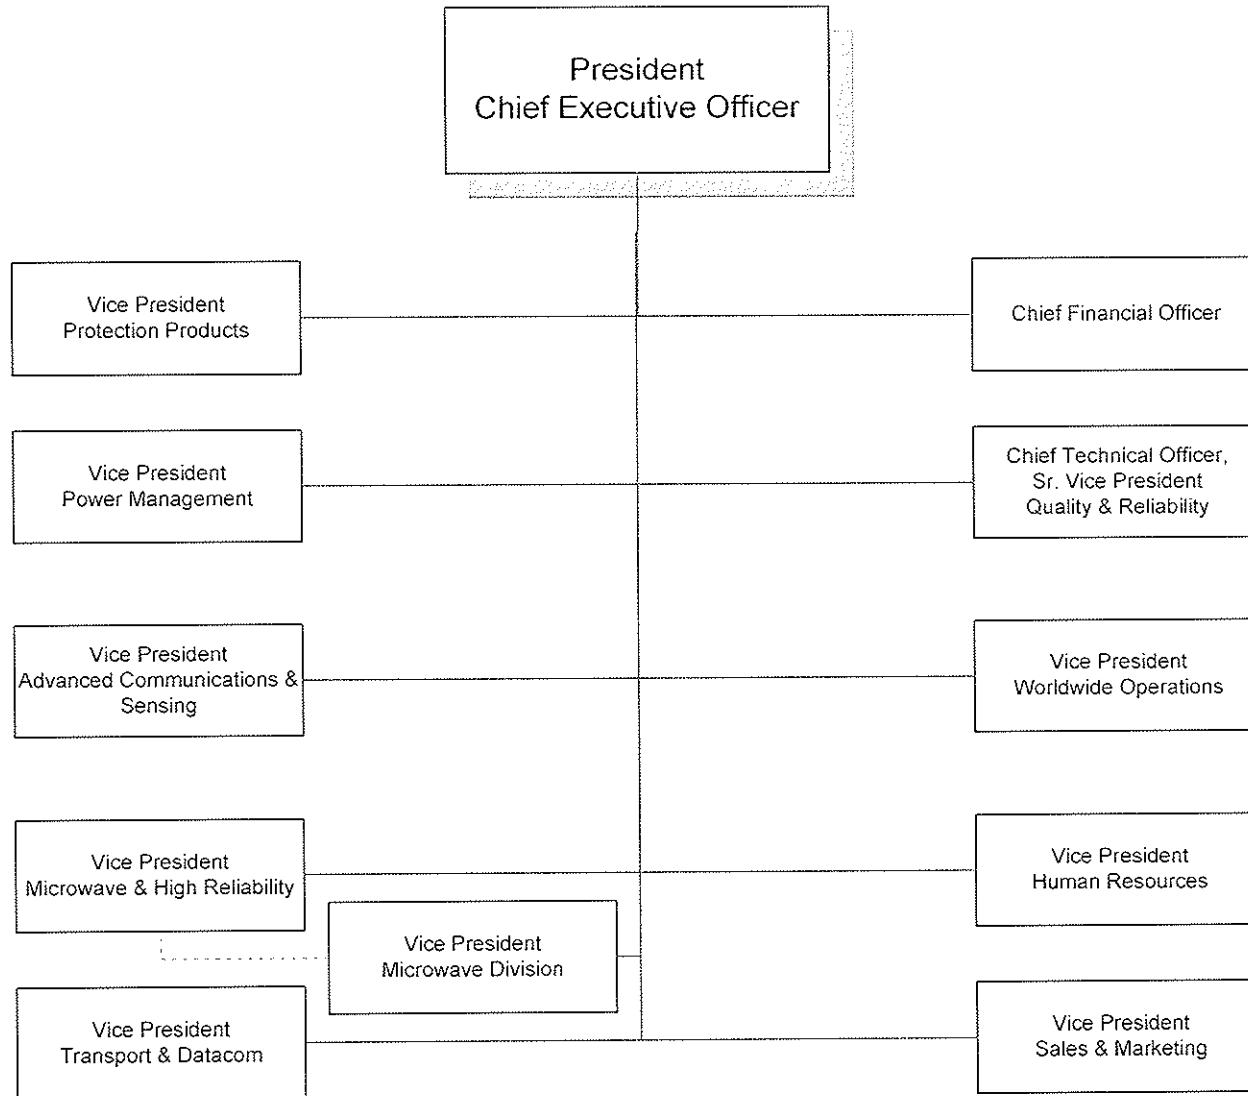 President
Chief Executive Officer
Vice President
Protection Products
Chief Financial Officer
Vice President
Power Management
Chief Technical Officer,
Sr. Vice President
Quality & Reliability
Vice President
Advanced Communications &
Sensing
Vice President
Worldwide Operations
Vice President
Microwave & High Reliability
Vice President
Human Resources
Vice President
Microwave Division
Vice President
Transport & Datacom
Vice President
Sales & Marketing